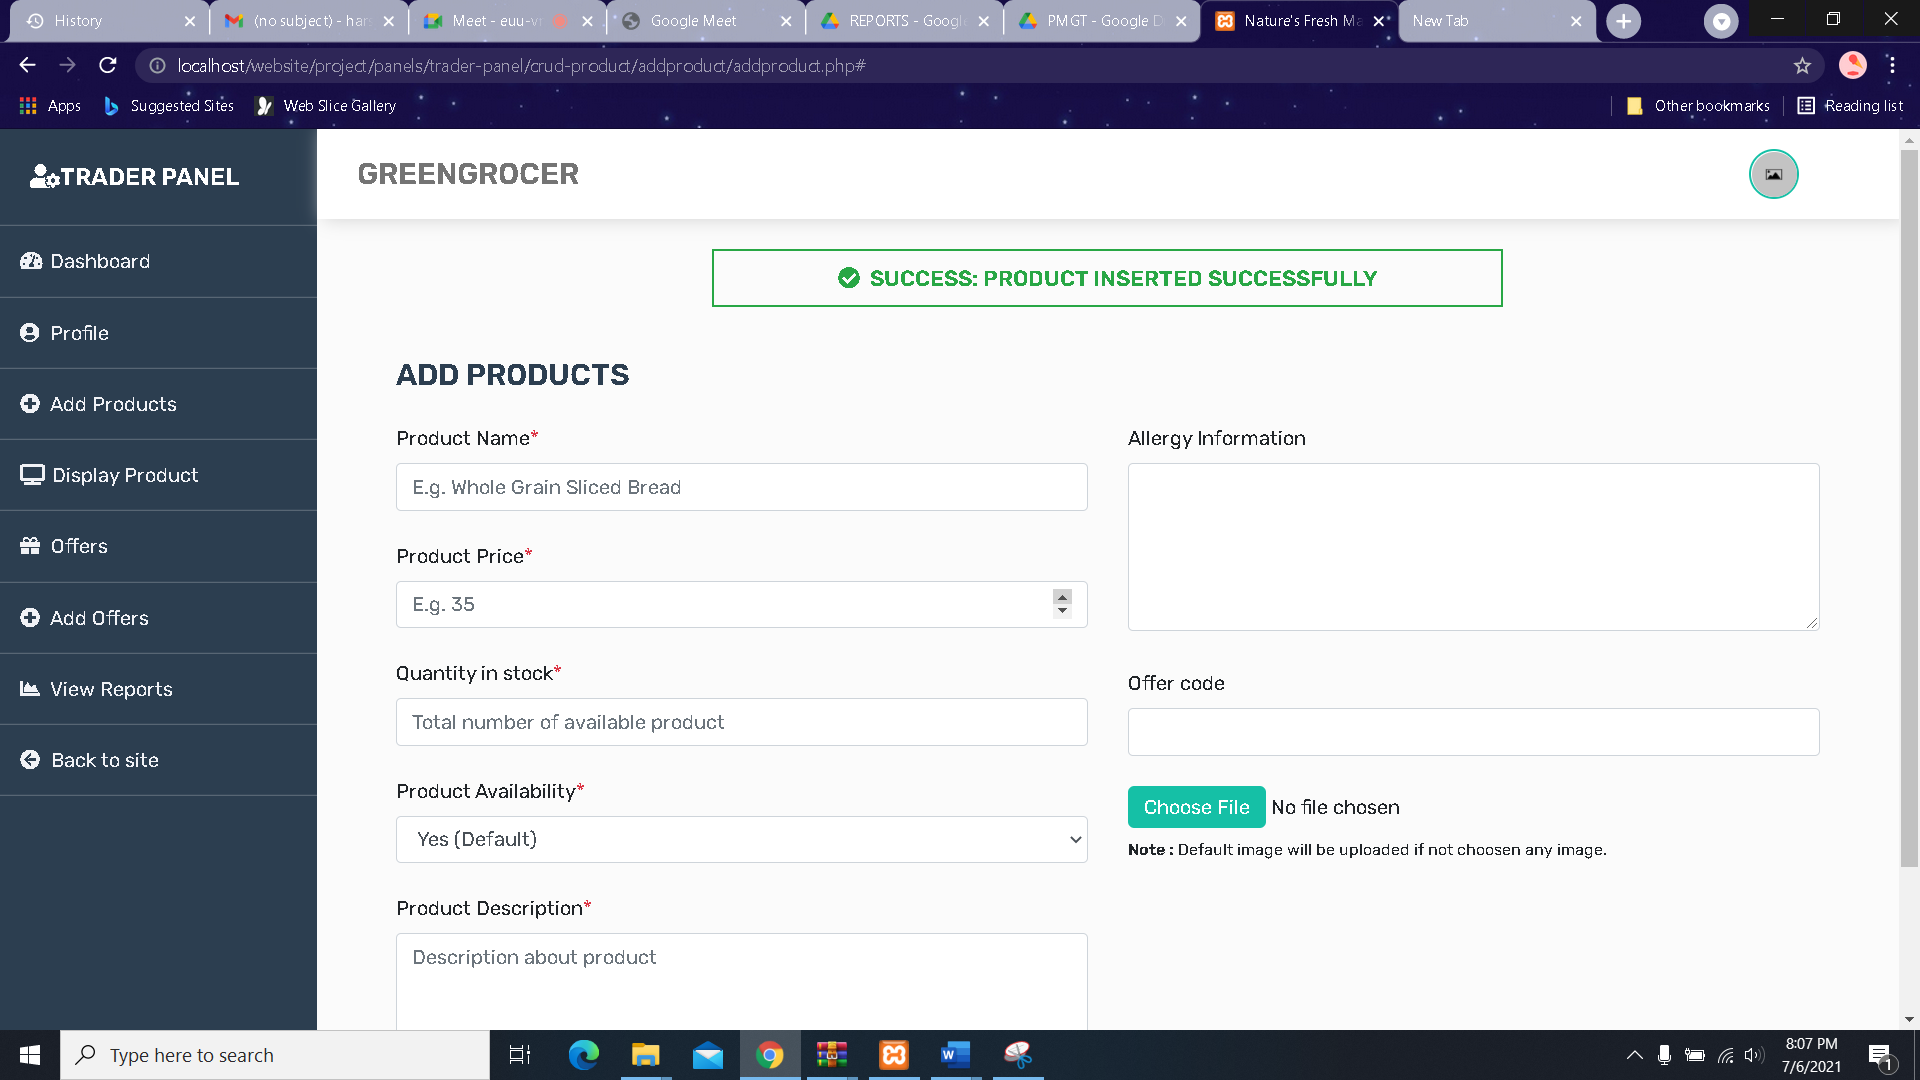 History
(no subject) - har
Meet - euu-v
Google Meet
REPORTS - Google
PMGT - Google D
Nature's Fresh Ma
New Tab
localhost/website/project/panels/trader-panel/crud-product/addproduct/addproduct.php#
Apps
Suggested Sites
Web Slice Gallery
Other bookmarks
Reading list
TRADER PANEL
GREENGROCER
Dashboard
Profile
Add Products
Display Product
Offers
Add Offers
View Reports
Back to site
SUCCESS: PRODUCT INSERTED SUCCESSFULLY
ADD PRODUCTS
Product Name*
E.g. Whole Grain Sliced Bread
Product Price*
E.g. 35
Quantity in stock*
Total number of available product
Product Availability*
Yes (Default)
Product Description*
Description about product
Allergy Information
Offer code
Choose File No file chosen
Note : Default image will be uploaded if not choosen any image.
Type here to search
8:07 PM
7/6/2021
1